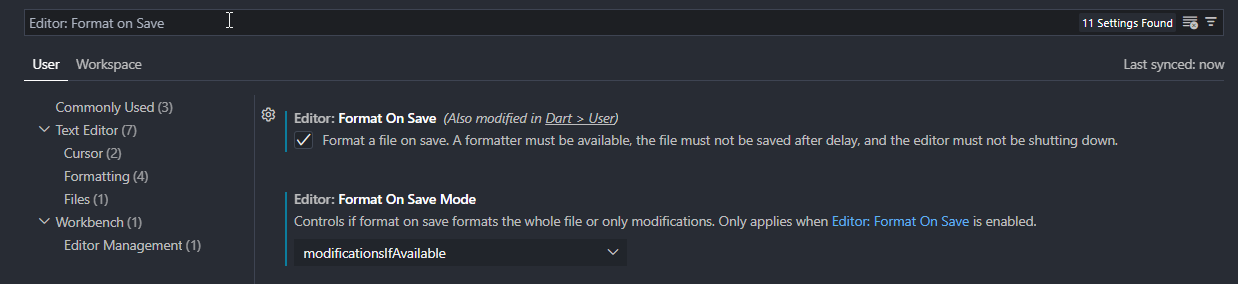 Editor: Format on Save
11 Settings Found
User Workspace
Last synced: now
Commonly Used (3)
Text Editor (7)
Cursor (2)
Formatting (4)
Files (1)
Workbench (1)
Editor Management (1)
Editor: Format On Save (Also modified in Dart > User)
Format a file on save. A formatter must be available, the file must not be saved after delay, and the editor must not be shutting down.
Editor: Format On Save Mode
Controls if format on save formats the whole file or only modifications. Only applies when Editor: Format On Save is enabled.
modificationsIfAvailable